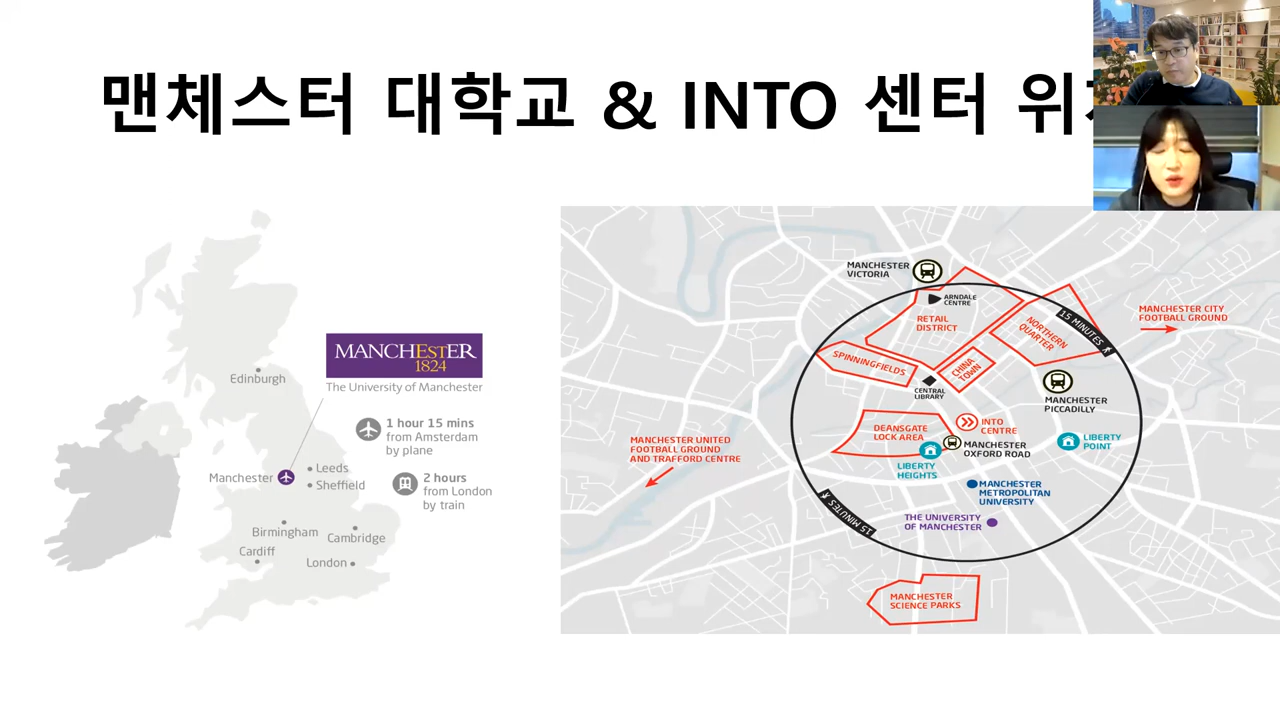 맨체스터 대학교 & INTO 센터
Edinburgh
MANCHESTER
1824
The University of Manchester
1 hour 15 mins
from Amsterdam
by plane
2 hours
from London
by train
Manchester
Leeds
Sheffield
Birmingham
Cambridge
Cardiff
London
MANCHESTER
VICTORIA
ARNDALE
CENTRE
RETAIL
DISTRICT
NORTHERN
QUARTER
15 MINUTES
MANCHESTER CITY
FOOTBALL GROUND
SPINNINGFIELDS
CHINA
TOWN
CENTRAL
LIBRARY
MANCHESTER
PICCADILLY
DEANSGATE
LOCK AREA
INTO
CENTRE
MANCHESTER
OXFORD ROAD
LIBERTY
POINT
LIBERTY
HEIGHTS
MANCHESTER UNITED
FOOTBALL GROUND
AND TRAFFORD CENTRE
MANCHESTER
METROPOLITAN
UNIVERSITY
THE UNIVERSITY
OF MANCHESTER
15 MINUTES
MANCHESTER
SCIENCE PARKS